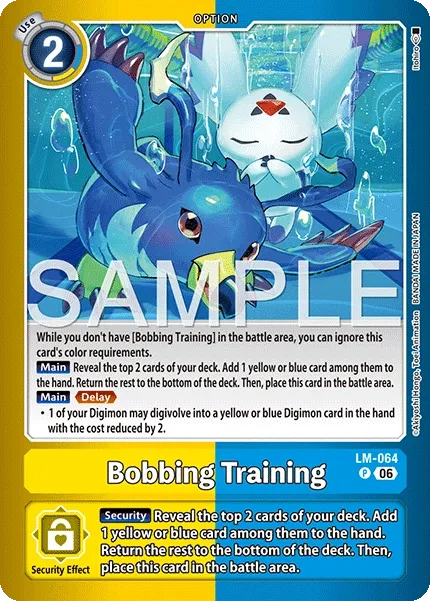 OPTION
Use
2
Itohiro
SAMPLE
While you don't have [Bobbing Training] in the battle area, you can ignore this
card's color requirements.
Main Reveal the top 2 cards of your deck. Add 1 yellow or blue card among them to
the hand. Return the rest to the bottom of the deck. Then, place this card in the battle area.
Main Delay
• 1 of your Digimon may digivolve into a yellow or blue Digimon card in the hand
with the cost reduced by 2.
©Akiyoshi Hongo, Toei Animation BANDAI MADE IN JAPAN
Bobbing Training
LM-064
P 06
Security Effect
Security Reveal the top 2 cards of your deck. Add
1 yellow or blue card among them to the hand.
Return the rest to the bottom of the deck. Then,
place this card in the battle area.